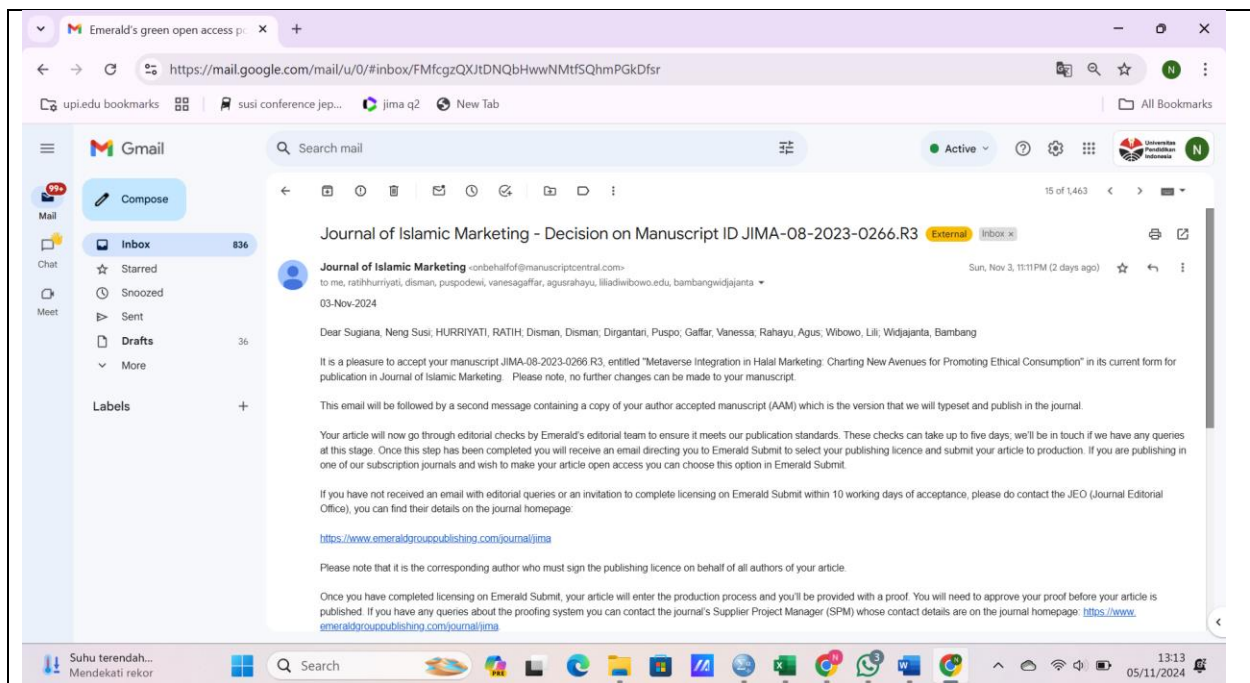 Emerald's green open access po
https://mail.google.com/mail/u/0/#inbox/FMfcgzQXJtDNQbHwwNMtfSQhmPGkDfsr
N
upi.edu bookmarks
susi conference jep...
jima q2
New Tab
All Bookmarks
Gmail
Search mail
Active
Universitas
Pendidikan
Indonesia
N
99+
Mail
Compose
15 of 1,463
Inbox 836
Journal of Islamic Marketing - Decision on Manuscript ID JIMA-08-2023-0266.R3 External Inbox x
Chat
Starred
Journal of Islamic Marketing <onbehalfof@manuscriptcentral.com>
Sun, Nov 3, 11:11 PM (2 days ago)
Snoozed
to me, ratihhurriyati, disman, puspodewi, vanesagaffar, agusrahayu, liliadiwibowo.edu, bambangwidjajanta
Meet
Sent
03-Nov-2024
Drafts 36
Dear Sugiana, Neng Susi; HURRIYATI, RATIH; Disman, Disman; Dirgantari, Puspo; Gaffar, Vanessa; Rahayu, Agus; Wibowo, Lili; Widjajanta, Bambang
More
It is a pleasure to accept your manuscript JIMA-08-2023-0266 R3, entitled "Metaverse Integration in Halal Marketing: Charting New Avenues for Promoting Ethical Consumption" in its current form for
publication in Journal of Islamic Marketing. Please note, no further changes can be made to your manuscript.
Labels +
This email will be followed by a second message containing a copy of your author accepted manuscript (AAM) which is the version that we will typeset and publish in the journal.
Your article will now go through editorial checks by Emerald's editorial team to ensure it meets our publication standards. These checks can take up to five days; we'll be in touch if we have any queries
at this stage. Once this step has been completed you will receive an email directing you to Emerald Submit to select your publishing licence and submit your article to production. If you are publishing in
one of our subscription journals and wish to make your article open access you can choose this option in Emerald Submit.
If you have not received an email with editorial queries or an invitation to complete licensing on Emerald Submit within 10 working days of acceptance, please do contact the JEO (Journal Editorial
Office), you can find their details on the journal homepage:
https://www.emeraldgrouppublishing.com/journal/jima
Please note that it is the corresponding author who must sign the publishing licence on behalf of all authors of your article.
Once you have completed licensing on Emerald Submit, your article will enter the production process and you'll be provided with a proof. You will need to approve your proof before your article is
published. If you have any queries about the proofing system you can contact the journal's Supplier Project Manager (SPM) whose contact details are on the journal homepage: https://www.
emeraldgrouppublishing.com/journal/jima
Suhu terendah...
Mendekati rekor
Search
PRE
13:13
05/11/2024